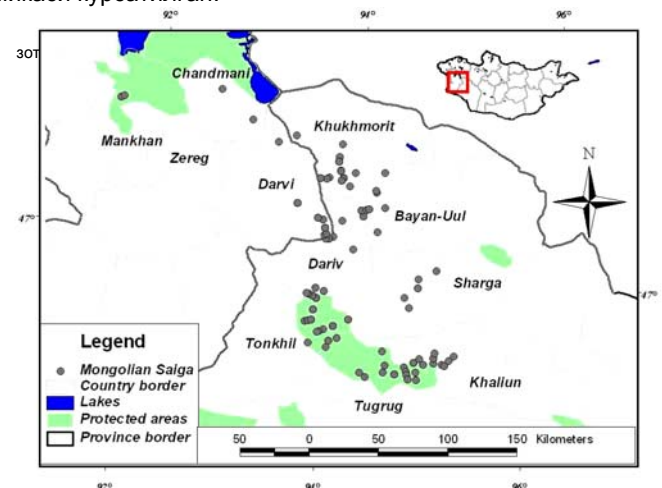 92° 94° 96°
зот
Chandmani
Mankhan
Khukhmorit
Zereg
N
Darvi
47°
Bayan-Uul
Dariv
Sharga
47°
Tonkhil
Legend
Mongolian Saiga
Country border
Lakes
Protected areas
Province border
Khaliun
Tugrug
50 0 50 100 150 Kilometers